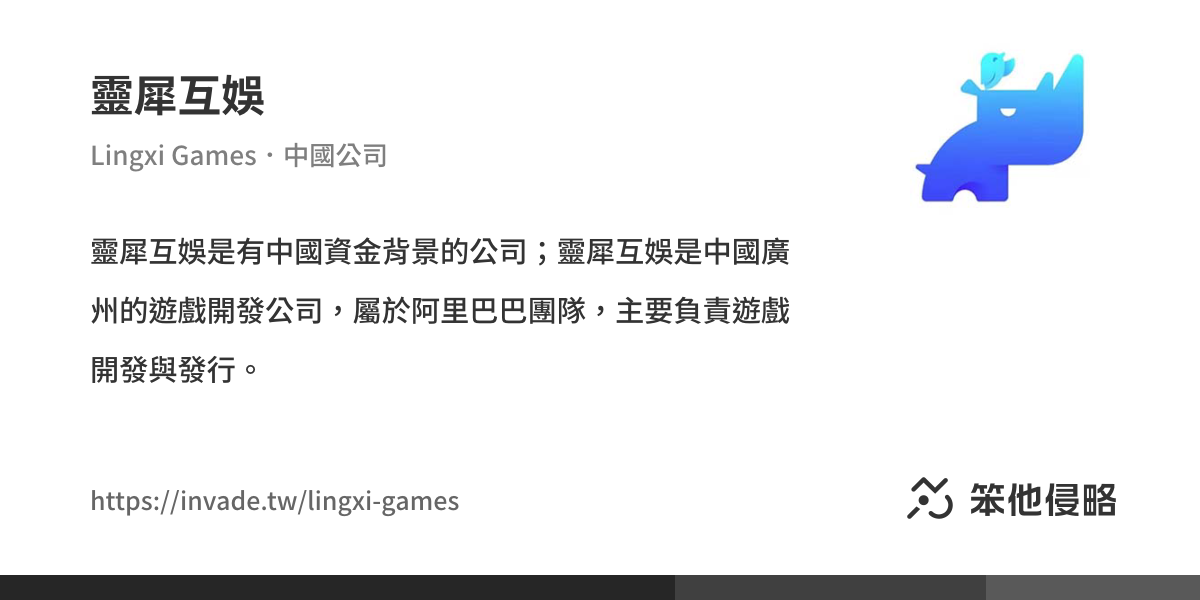 靈犀互娛
Lingxi Games・中國公司
靈犀互娛是有中國資金背景的公司；靈犀互娛是中國廣
州的遊戲開發公司，屬於阿里巴巴團隊，主要負責遊戲
開發與發行。
https://invade.tw/lingxi-games
笨他侵略